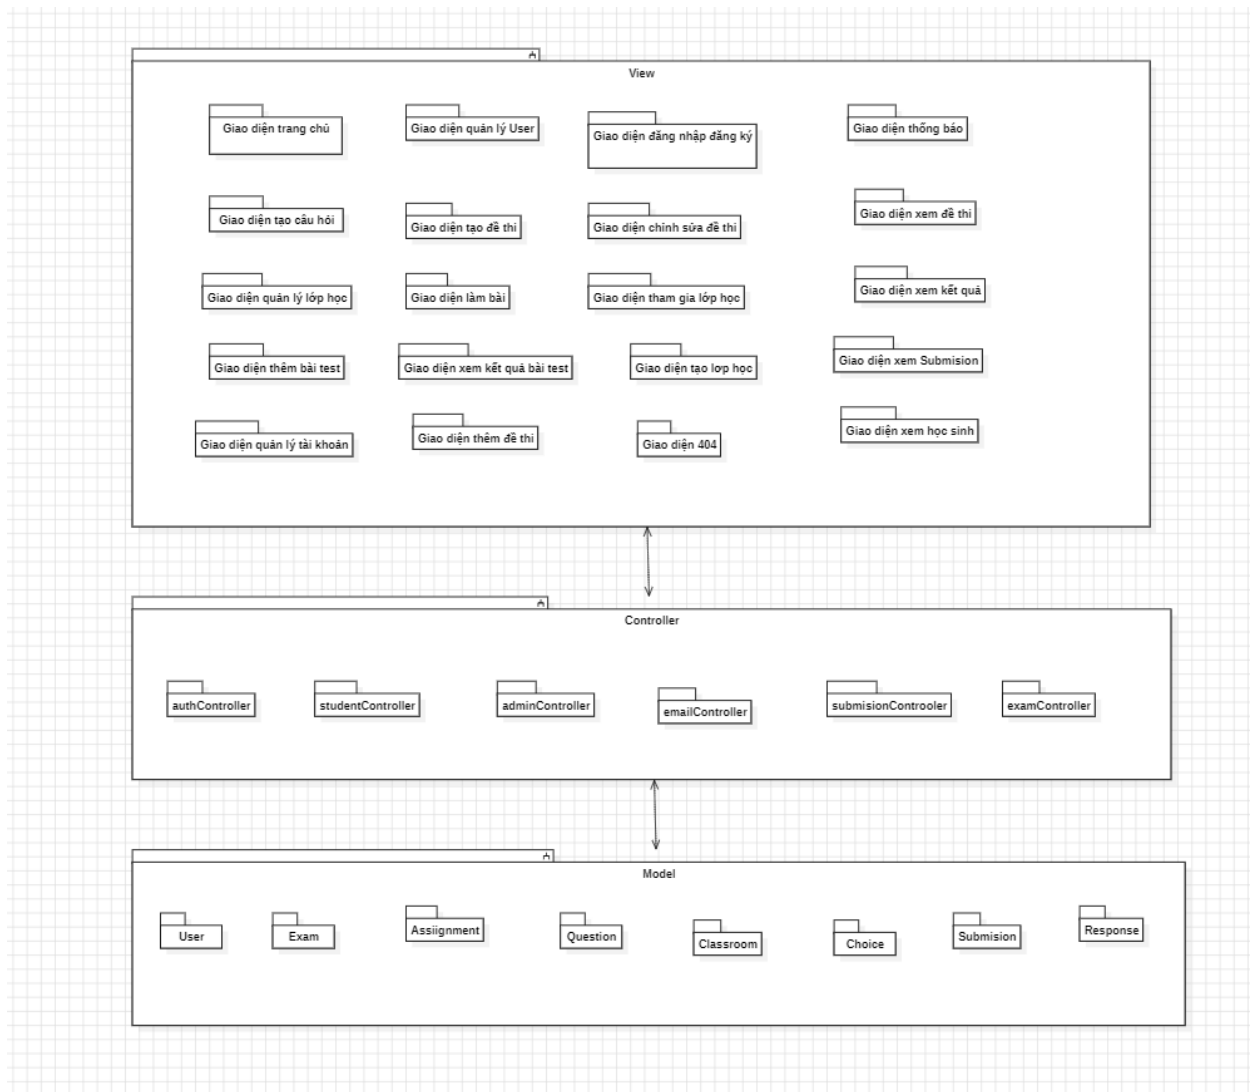 View
Giao diện trang chủ
Giao diện quản lý User
Giao diện đăng nhập đăng ký
Giao diện thống báo
Giao diện tạo câu hỏi
Giao diện tạo đề thi
Giao diện chỉnh sửa đề thi
Giao diện xem đề thi
Giao diện quản lý lớp học
Giao diện làm bài
Giao diện tham gia lớp học
Giao diện xem kết quả
Giao diện thêm bài test
Giao diện xem kết quả bài test
Giao diện tạo lơp học
Giao diện xem Submision
Giao diện quản lý tài khoản
Giao diện thêm đề thi
Giao diện 404
Giao diện xem học sinh
Controller
authController
studentController
adminController
emailController
submisionControoler
examController
Model
User
Exam
Assiignment
Question
Classroom
Choice
Submision
Response